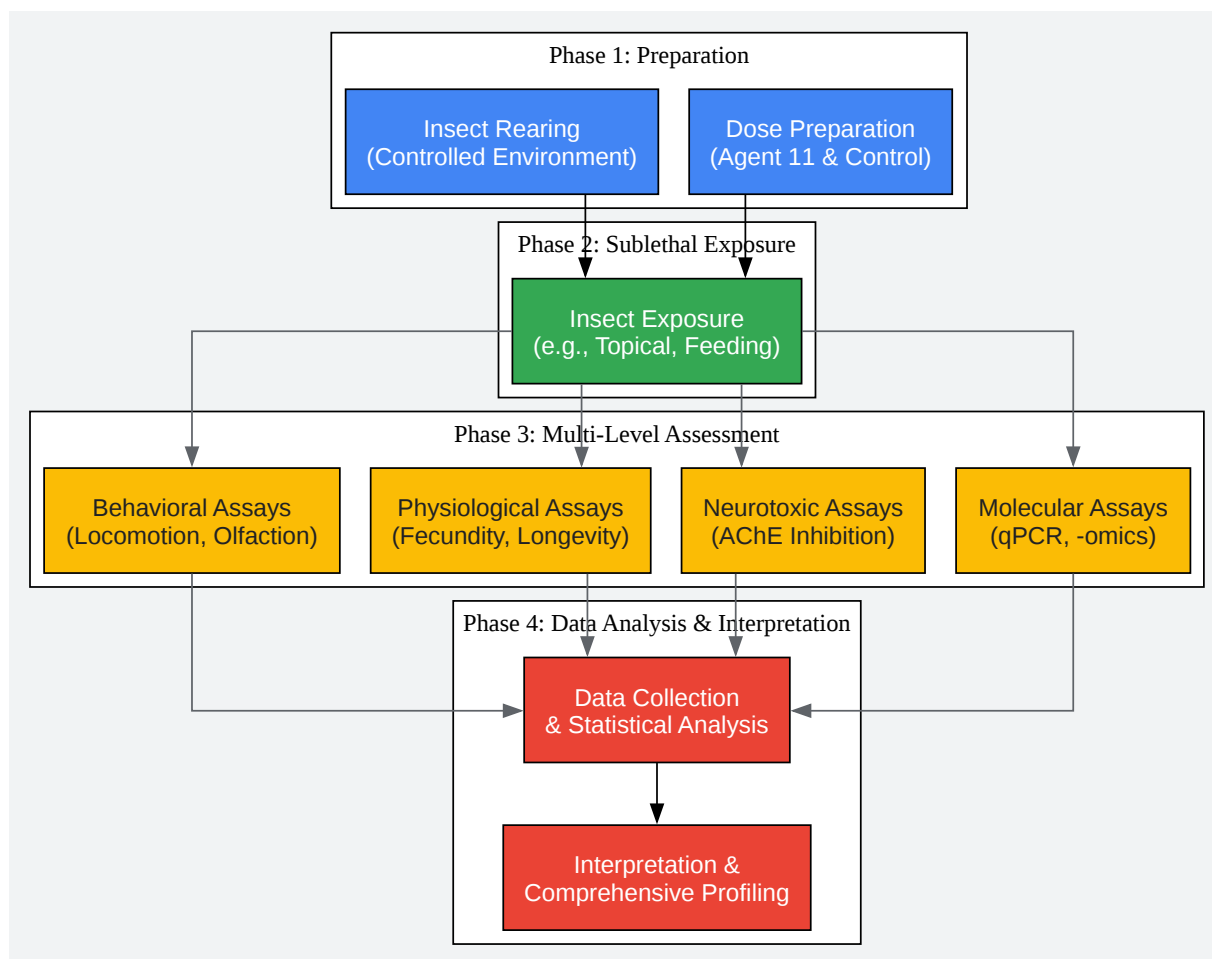 Phase 1: Preparation
Insect Rearing
(Controlled Environment)
Dose Preparation
(Agent 11 & Control)
Phase 2: Sublethal Exposure
Insect Exposure
(e.g., Topical, Feeding)
Phase 3: Multi-Level Assessment
Behavioral Assays
(Locomotion, Olfaction)
Physiological Assays
(Fecundity, Longevity)
Neurotoxic Assays
(AChE Inhibition)
Molecular Assays
(qPCR, -omics)
Phase 4: Data Analysis & Interpretation
Data Collection
& Statistical Analysis
Interpretation &
Comprehensive Profiling